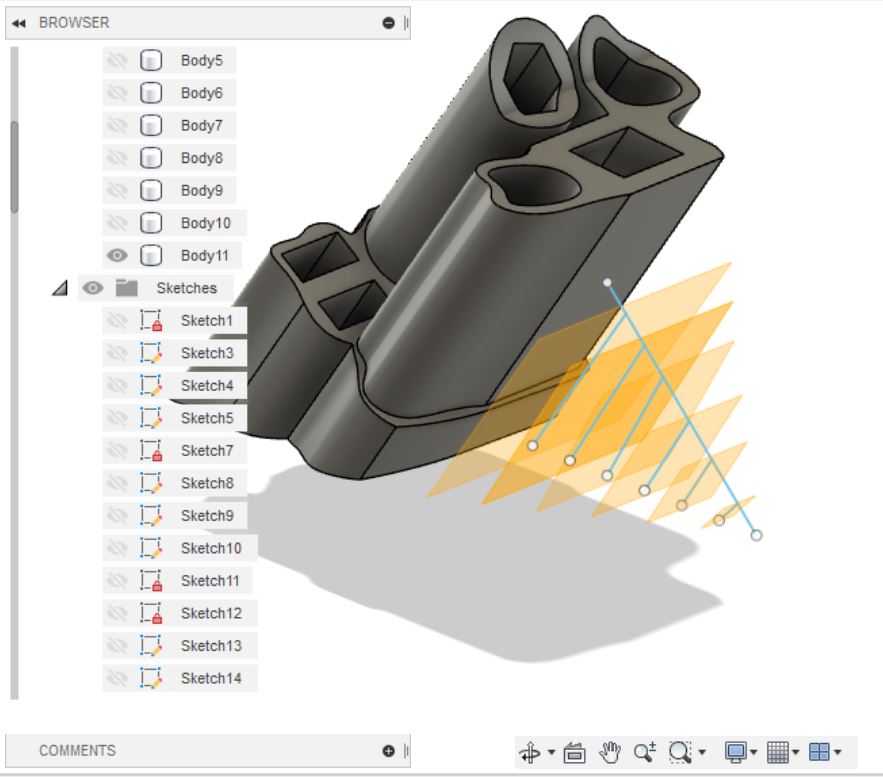 BROWSER
Body5
Body6
Body7
Body8
Body9
Body10
Body11
Sketches
Sketch1
Sketch3
Sketch4
Sketch5
Sketch7
Sketch8
Sketch9
Sketch10
Sketch11
Sketch12
Sketch13
Sketch14
COMMENTS